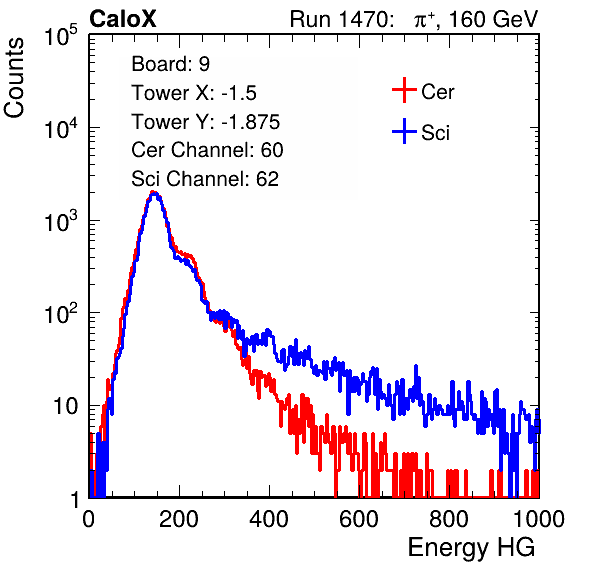 CaloX Run 1470: π⁺, 160 GeV
Counts
10⁵
10⁴
10³
10²
10
1
Board: 9
Tower X: -1.5
Tower Y: -1.875
Cer Channel: 60
Sci Channel: 62
Cer
Sci
0 200 400 600 800 1000
Energy HG